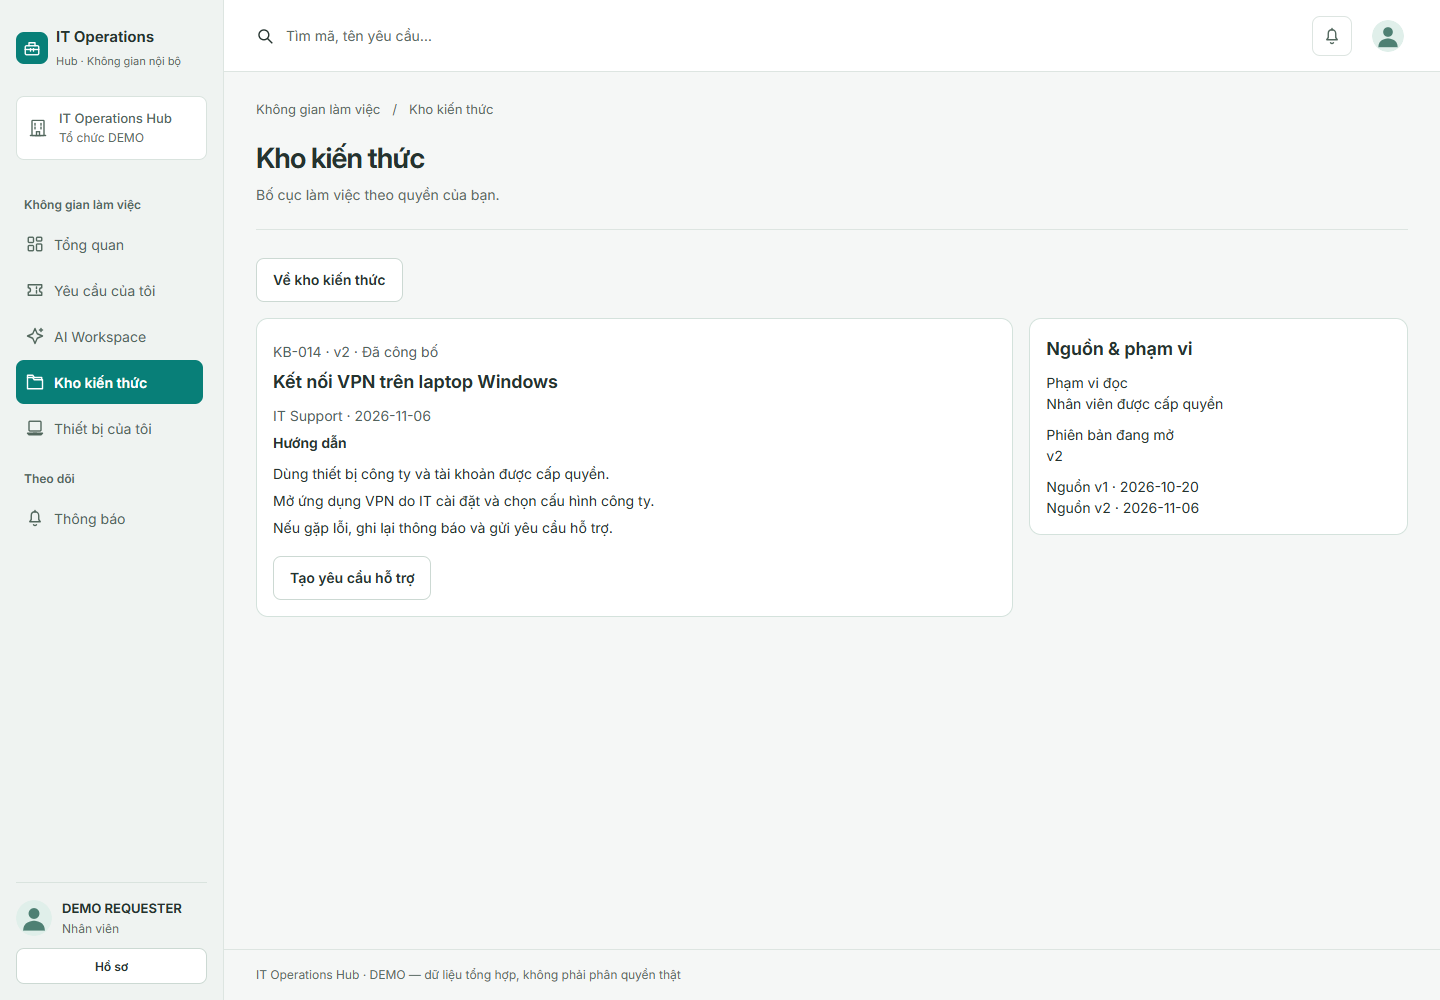 IT Operations
Hub · Không gian nội bộ
IT Operations Hub
Tổ chức DEMO
Không gian làm việc
Tổng quan
Yêu cầu của tôi
AI Workspace
Kho kiến thức
Thiết bị của tôi
Theo dõi
Thông báo
DEMO REQUESTER
Nhân viên
Hồ sơ
Tìm mã, tên yêu cầu...
Không gian làm việc / Kho kiến thức
Kho kiến thức
Bố cục làm việc theo quyền của bạn.
Về kho kiến thức
KB-014 · v2 · Đã công bố
Kết nối VPN trên laptop Windows
IT Support · 2026-11-06
Hướng dẫn
Dùng thiết bị công ty và tài khoản được cấp quyền.
Mở ứng dụng VPN do IT cài đặt và chọn cấu hình công ty.
Nếu gặp lỗi, ghi lại thông báo và gửi yêu cầu hỗ trợ.
Tạo yêu cầu hỗ trợ
Nguồn & phạm vi
Phạm vi đọc
Nhân viên được cấp quyền
Phiên bản đang mở
v2
Nguồn v1 · 2026-10-20
Nguồn v2 · 2026-11-06
IT Operations Hub · DEMO — dữ liệu tổng hợp, không phải phân quyền thật